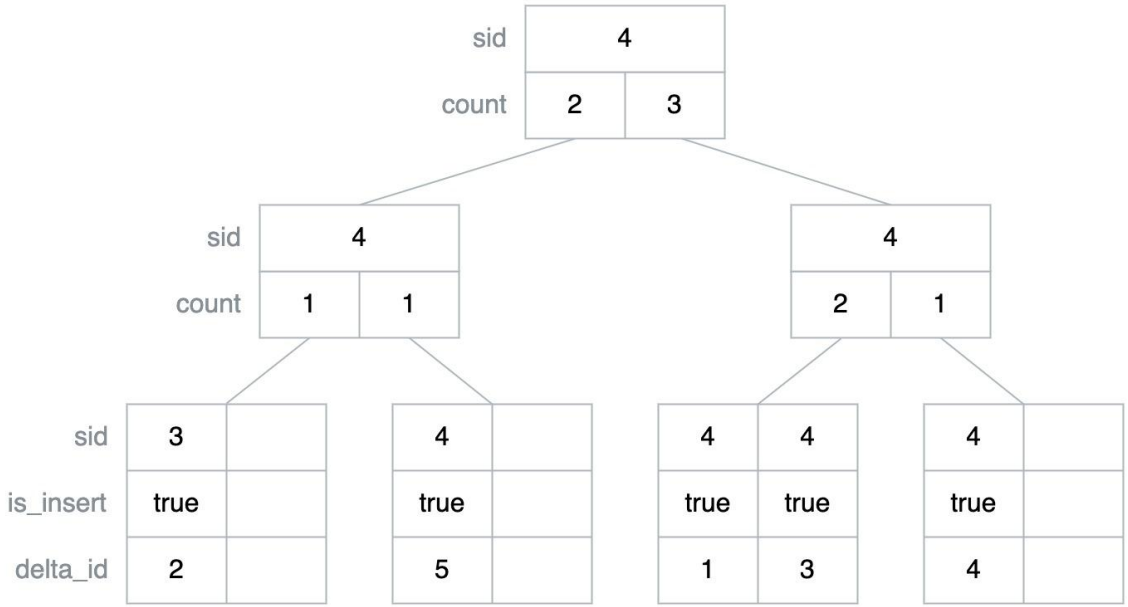 sid 4
count 2 3
sid 4 4
count 1 1 2 1
sid 3 4 4 4 4
is_insert true true true true true
delta_id 2 5 1 3 4